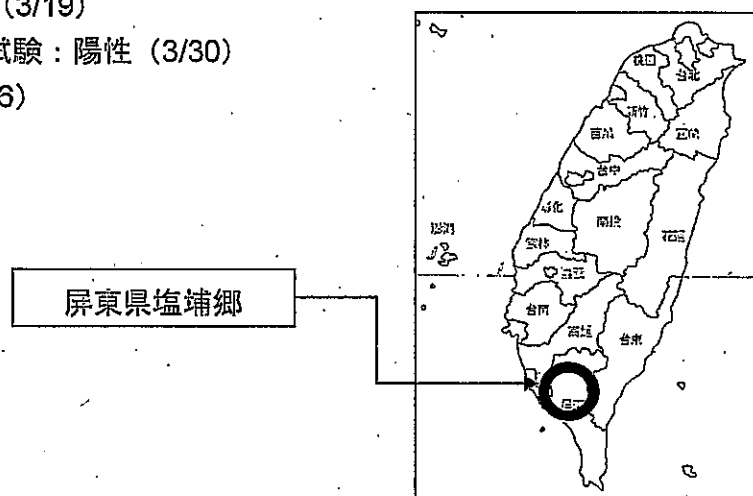 (3/19)
試験：陽性 (3/30)
6)
桃園
台北
新竹
苗栗
宜蘭
台中
彰化
南投
花蓮
澎湖
雲林
嘉義
台南
高雄
台東
屏東県塩埔郷
屏東